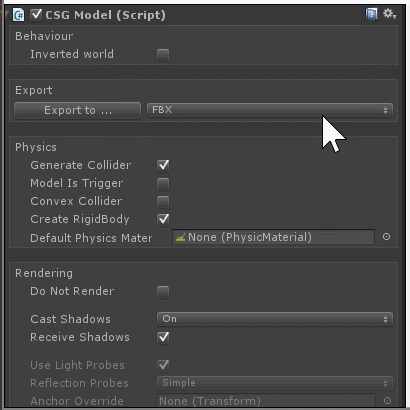 CSG Model (Script)
Behaviour
Inverted world
Export
Export to ... FBX
Physics
Generate Collider
Model Is Trigger
Convex Collider
Create RigidBody
Default Physics Mater None (PhysicMaterial)
Rendering
Do Not Render
Cast Shadows On
Receive Shadows
Use Light Probes
Reflection Probes Simple
Anchor Override None (Transform)